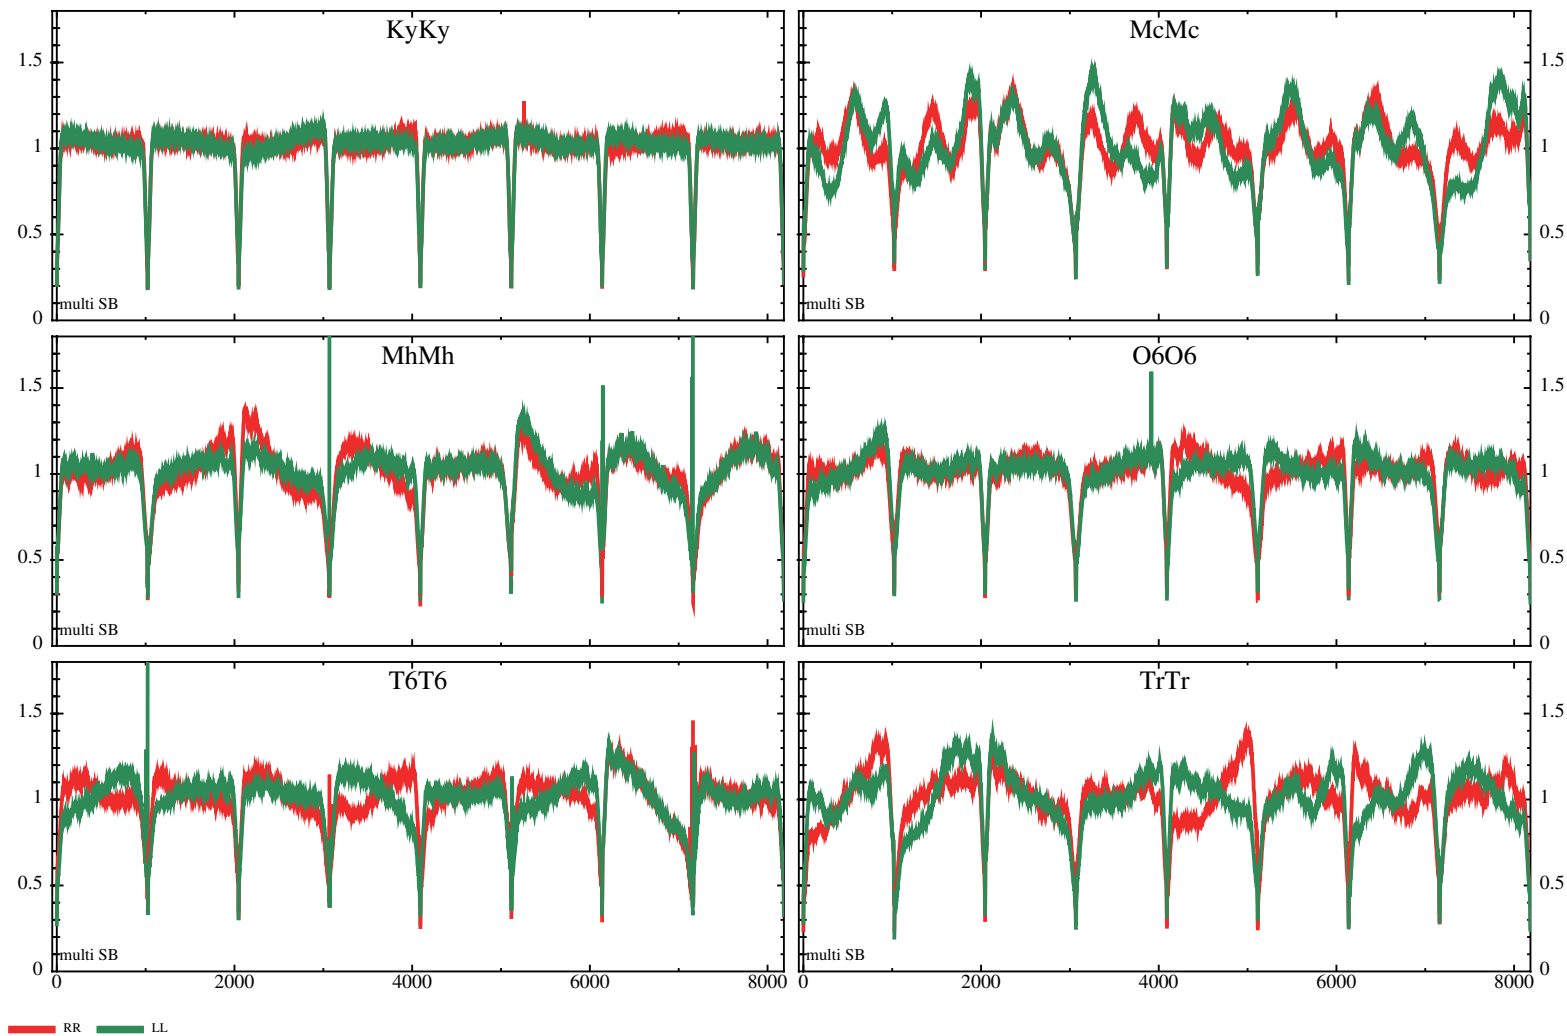 KyKy McMc
1.5 1.5
1 1
0.5 0.5
multi SB multi SB
0 0
MhMh O6O6
1.5 1.5
1 1
0.5 0.5
multi SB multi SB
0 0
T6T6 TrTr
1.5 1.5
1 1
0.5 0.5
multi SB multi SB
0 0
0 2000 4000 6000 8000 0 2000 4000 6000 8000
RR LL